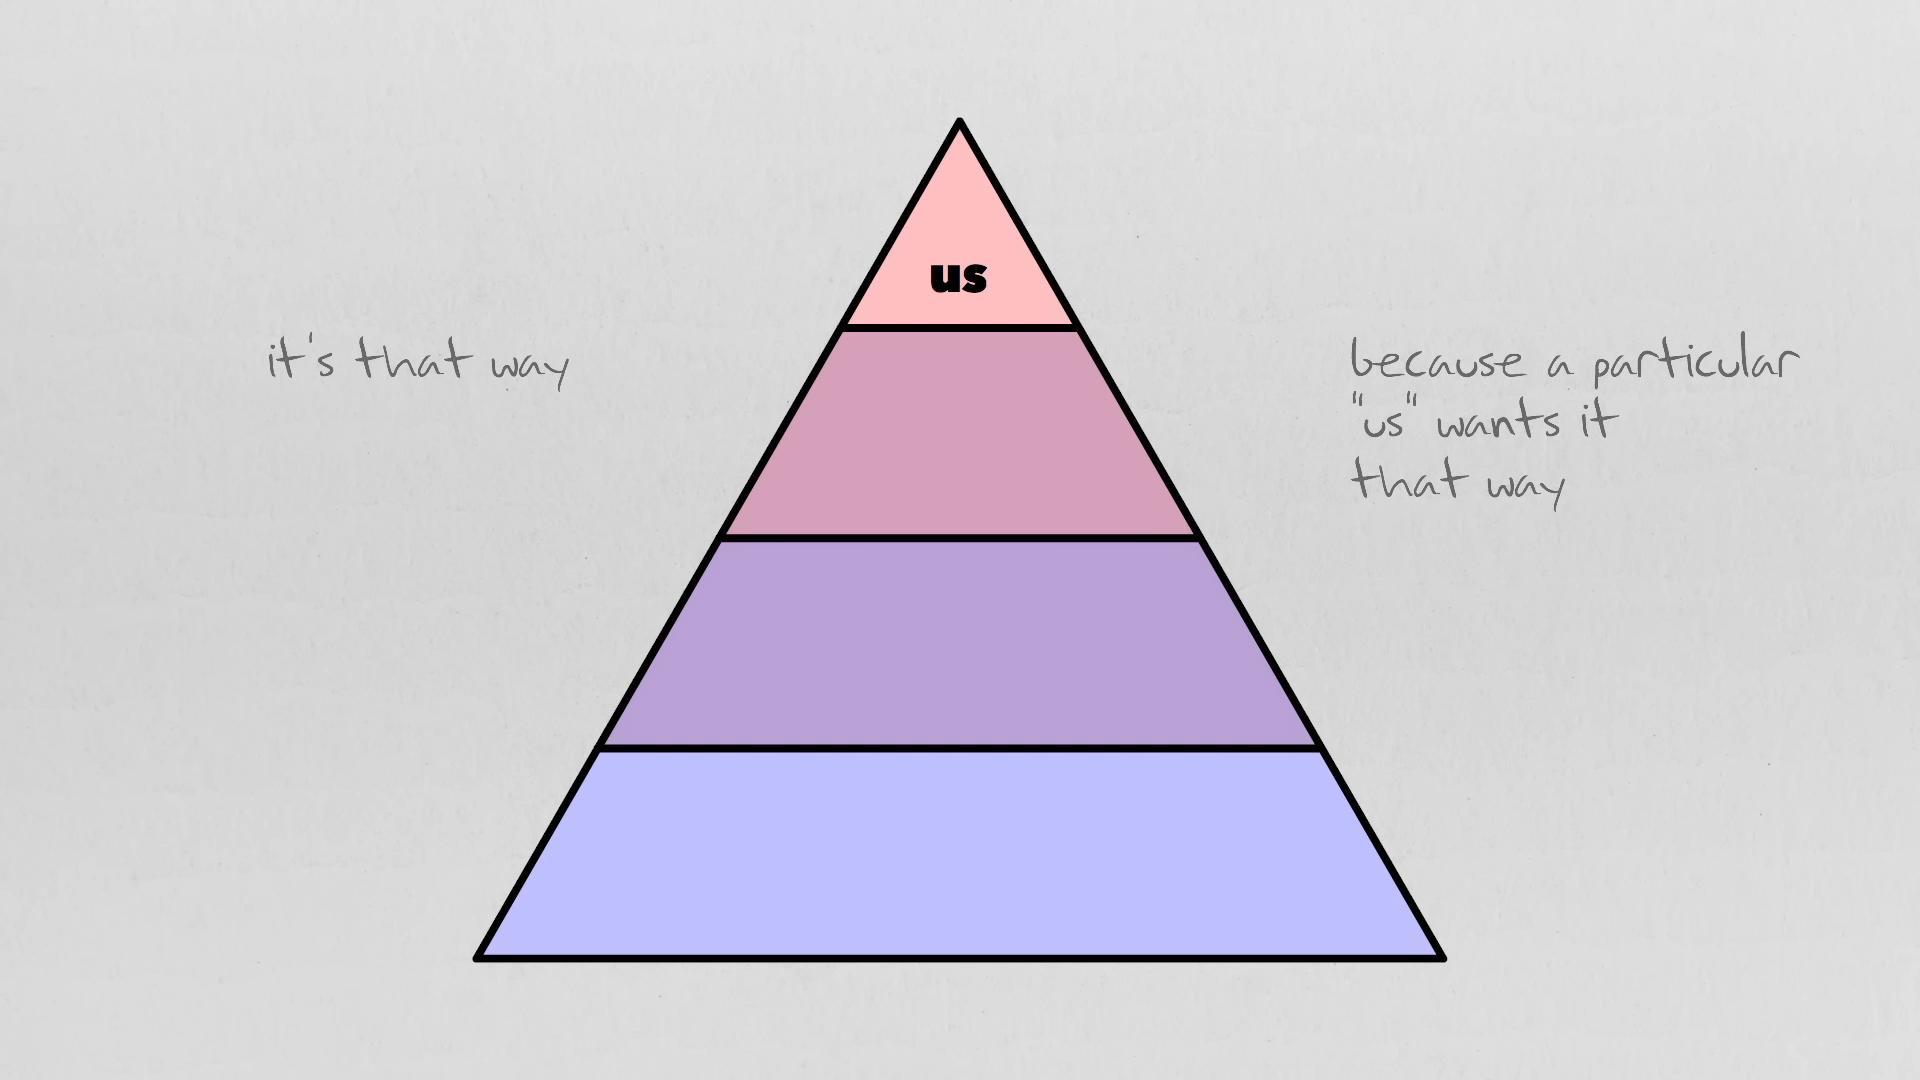 us
it's that way
because a particular
"us" wants it
that way